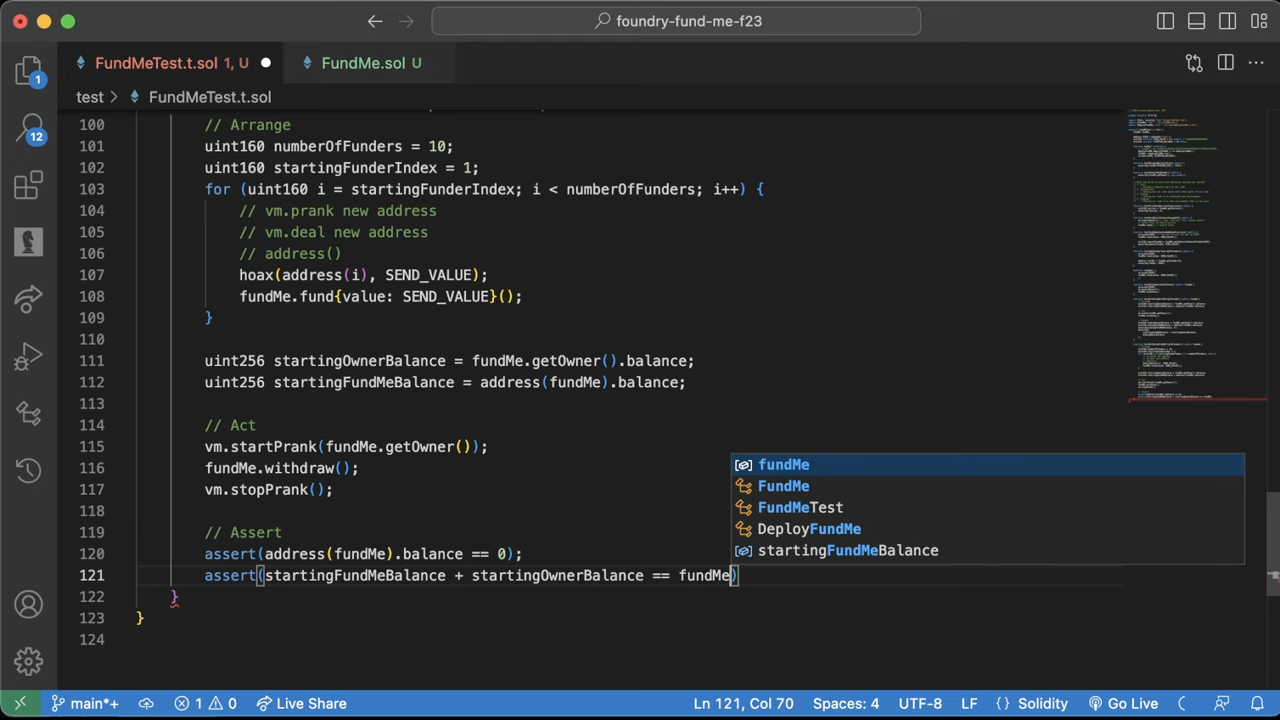 foundry-fund-me-f23
FundMeTest.t.sol 1, U
FundMe.sol U
1
test > FundMeTest.t.sol
12
100 // Arrange
101 uint160 numberOfFunders = 10;
102 uint160 startingFunderIndex = 1;
103 for (uint160 i = startingFunderIndex; i < numberOfFunders; i++) {
104 // vm.prank new address
105 // vm.deal new address
106 // address()
107 hoax(address(i), SEND_VALUE);
108 fundMe.fund{value: SEND_VALUE}();
109 }
110
111 uint256 startingOwnerBalance = fundMe.getOwner().balance;
112 uint256 startingFundMeBalance = address(fundMe).balance;
113
114 // Act
115 vm.startPrank(fundMe.getOwner());
116 fundMe.withdraw();
117 vm.stopPrank();
118
119 // Assert
120 assert(address(fundMe).balance == 0);
121 assert(startingFundMeBalance + startingOwnerBalance == fundMe)
122 }
123 }
124
fundMe
FundMe
FundMeTest
DeployFundMe
startingFundMeBalance
main*+ 1 0 Live Share Ln 121, Col 70 Spaces: 4 UTF-8 LF {} Solidity Go Live